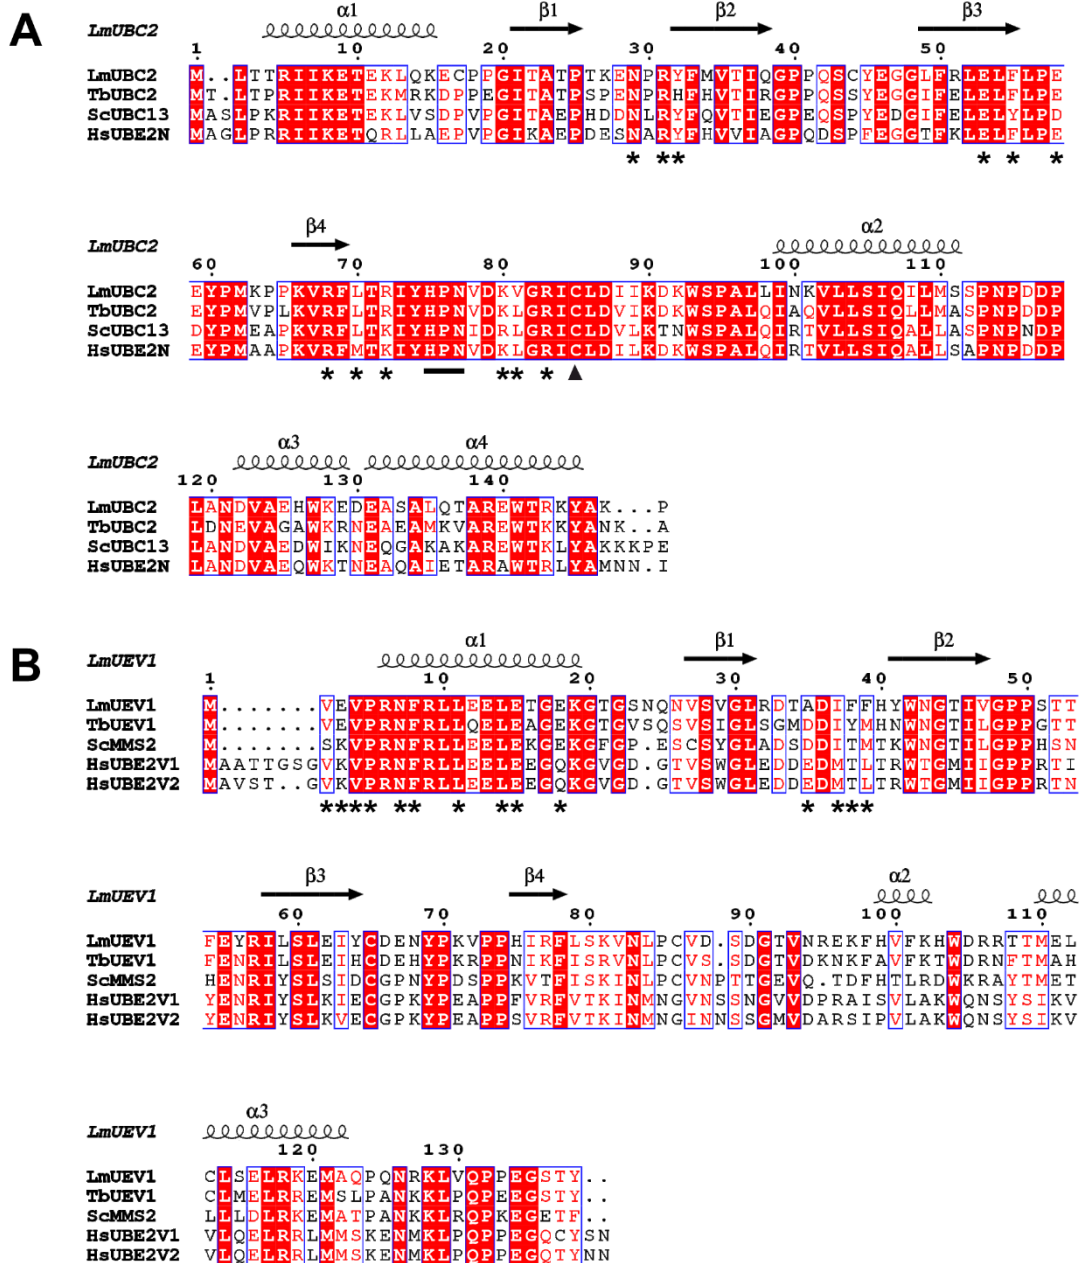 A
α1 β1 β2 β3
LmUBC2
1 10 20 30 40 50
LmUBC2 M..LTTRIIKETEKLQKECPPGITATPTKENPRYFMVTIQGPPQSCYEGGLFRLELFLPE
TbUBC2 MT.LTPRIIKETEKMRKDPPEGITATPSPENPRHFHVTIRGPPQSSYEGGIFELELFLPE
ScUBC13 MASLPKRIIKETEKLVSDPVPGITAEPHDDNLRYFQVTIEGPEQSPYEDGIFELELYLPD
HsUBE2N MAGLPRRIIKETQRLLAEPVPGIKAEPDESNARYFHVVIAGPQDSPFEGGTFKLELFLPE
* ** * * *
β4 α2
LmUBC2
60 70 80 90 100 110
LmUBC2 EYPMKPPKVRFLTRIYHPNVDKVGRICLDIIKDKWSPALLINKVLLSIQILMSSPNPDDP
TbUBC2 EYPMVPLKVRFLTRIYHPNVDKLGRICLDIIKDKWSPALQIAQVLLSIQLLMSSPNPDDP
ScUBC13 DYPMEAPKVRFLTKIYHPNIDRLGRICLDVLKTNWSPALQIRTVLLSIQALLASPNPNDP
HsUBE2N EYPMAAPKVRFMTKIYHPNVDKLGRICLDILKDKWSPALQIRTVLLSIQALLSAPNPDDP
* * * ** * ▲
α3 α4
LmUBC2
120 130 140
LmUBC2 LANDVAEHWKEDEASALQTAREWTRKYAK...P
TbUBC2 LDNEVAGAWKRNEAEAMKVAREWTKKYANK..A
ScUBC13 LANDVAEDWIKNEQGAKAKAREWTKLYAKKKPE
HsUBE2N LANDVAEQWKTNEAQAIETARAWTRLYAMNN.I
B
α1 β1 β2
LmUEV1
1 10 20 30 40 50
LmUEV1 M.......VEVPRNFRLLEELETGEKGTGSNQNVSVGLRDTADIFFHYWNGTIVGPPSTT
TbUEV1 M.......VEVPRNFRLLQELEAGEKGTGVGSVSIGLSGMDDIYMHNWNGTILGPPGTT
ScMMS2 M.......SKVPRNFRLLEELEKGEKGFGP.ESCSYGLADSDDITMTKWNGTILGPPHSN
HsUBE2V1 MAATTGSGVKVPRNFRLLEELEEGQKGVGD.GTVSWGLEDDEDMTLTRWTGMIIGPPRTI
HsUBE2V2 MAVST..GVKVPRNFRLLEELEEGQKGVGD.GTVSWGLEDDEDMTLTRWTGMIIGPPRTN
**** ** * ** * * ***
β3 β4 α2
LmUEV1
60 70 80 90 100 110
LmUEV1 FEYRILSLEIYCDENYPKVPPHIRFLSKVNLPCVD.SDGTVNREKFHVFKHWDRRTTMEL
TbUEV1 FENRILSLEIHCDEHYPKRPPNIKFISRVNLPCVS.SDGTVDKNKFAVFKTWDRNFTMAH
ScMMS2 HENRIYSLSIDCGPNYPDSPPKVTFISKINLPCVNPTTGEVQ.TDFHTLRDWKRAYTMET
HsUBE2V1 YENRIYSLKIECGPKYPEAPPFVRFVTKINMNGVNSSNGVVDPRAISVLAKWQNSYSIKV
HsUBE2V2 YENRIYSLKVECGPKYPEAPPSVRFVTKINMNGINNSSGMVDARSIPVLAKWQNSYSIKV
α3
LmUEV1
120 130
LmUEV1 CLSELRKEMAQPQNRKLVQPPEGSTY..
TbUEV1 CLMELRREMSLPANKKLPQPEEGSTY..
ScMMS2 LLLDLRKEMATPANKKLRQPKEGETF..
HsUBE2V1 VLQELRRLMMSKENMKLPQPPEGQCYSN
HsUBE2V2 VLQELRRLMMSKENMKLPQPPEGQTYNN